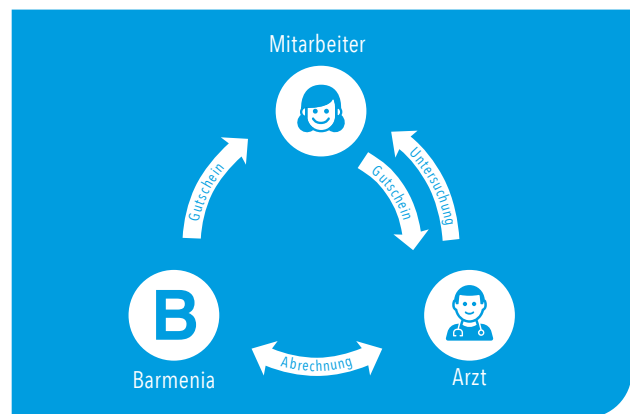 Mitarbeiter
Gutschein
Gutschein
Untersuchung
B
Abrechnung
Barmenia
Arzt